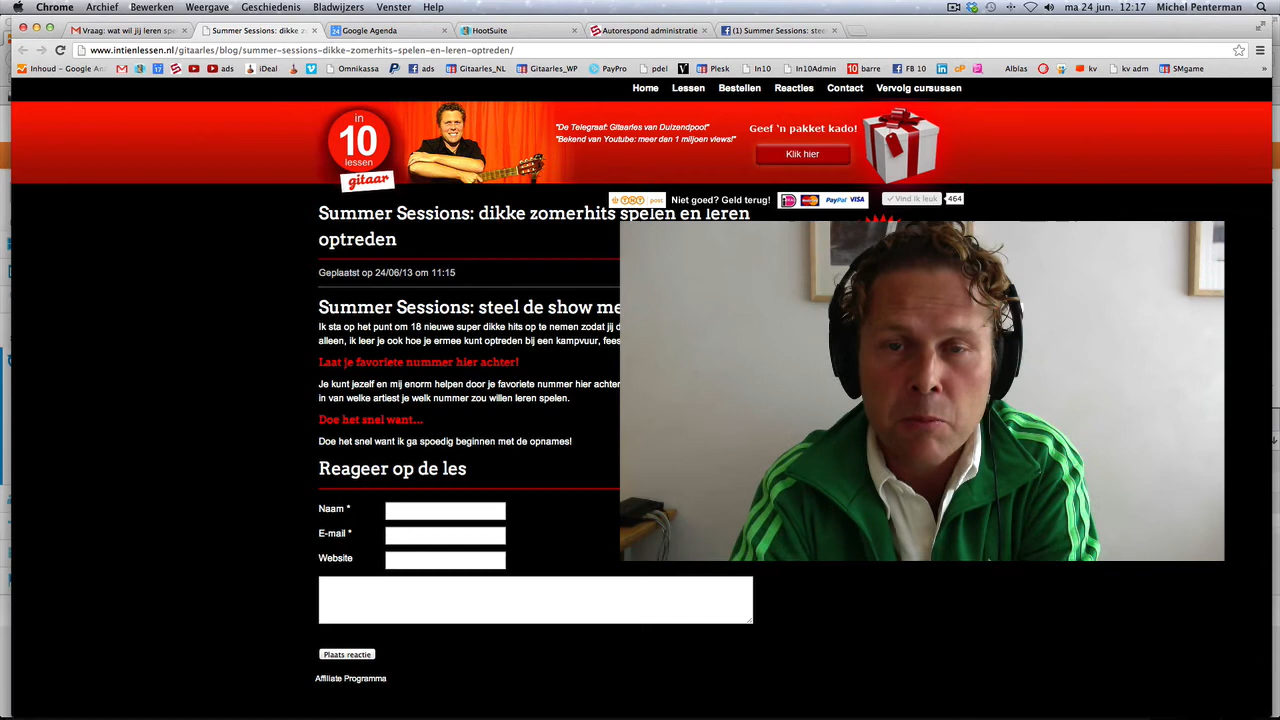 Chrome Archief Bewerken Weergave Geschiedenis Bladwijzers Venster Help ma 24 jun. 12:17 Michel Penterman
Vraag: wat wil jij leren spe Summer Sessions: dikke z Google Agenda HootSuite Autorespond administratie (1) Summer Sessions: stee
www.intienlessen.nl/gitaarles/blog/summer-sessions-dikke-zomerhits-spelen-en-leren-optreden/
Inhoud – Google An 17 ads iDeal Omnikassa ads Gitaarles_NL Gitaarles_WP PayPro pdel Plesk In10 In10Admin 10 barre FB 10 Alblas kv kv adm SMgame »
Home Lessen Bestellen Reacties Contact Vervolg cursussen
in
10
lessen
gitaar
"De Telegraaf: Gitaarles van Duizendpoot"
"Bekend van Youtube: meer dan 1 miljoen views!"
Geef 'n pakket kado!
Klik hier
TNT post Niet goed? Geld terug! PayPal VISA Vind ik leuk 464
Summer Sessions: dikke zomerhits spelen en leren
optreden
Geplaatst op 24/06/13 om 11:15
Summer Sessions: steel de show me
Ik sta op het punt om 18 nieuwe super dikke hits op te nemen zodat jij d
alleen, ik leer je ook hoe je ermee kunt optreden bij een kampvuur, fees
Laat je favoriete nummer hier achter!
Je kunt jezelf en mij enorm helpen door je favoriete nummer hier achter
in van welke artiest je welk nummer zou willen leren spelen.
Doe het snel want...
Doe het snel want ik ga spoedig beginnen met de opnames!
Reageer op de les
Naam *
E-mail *
Website
Plaats reactie
Affiliate Programma